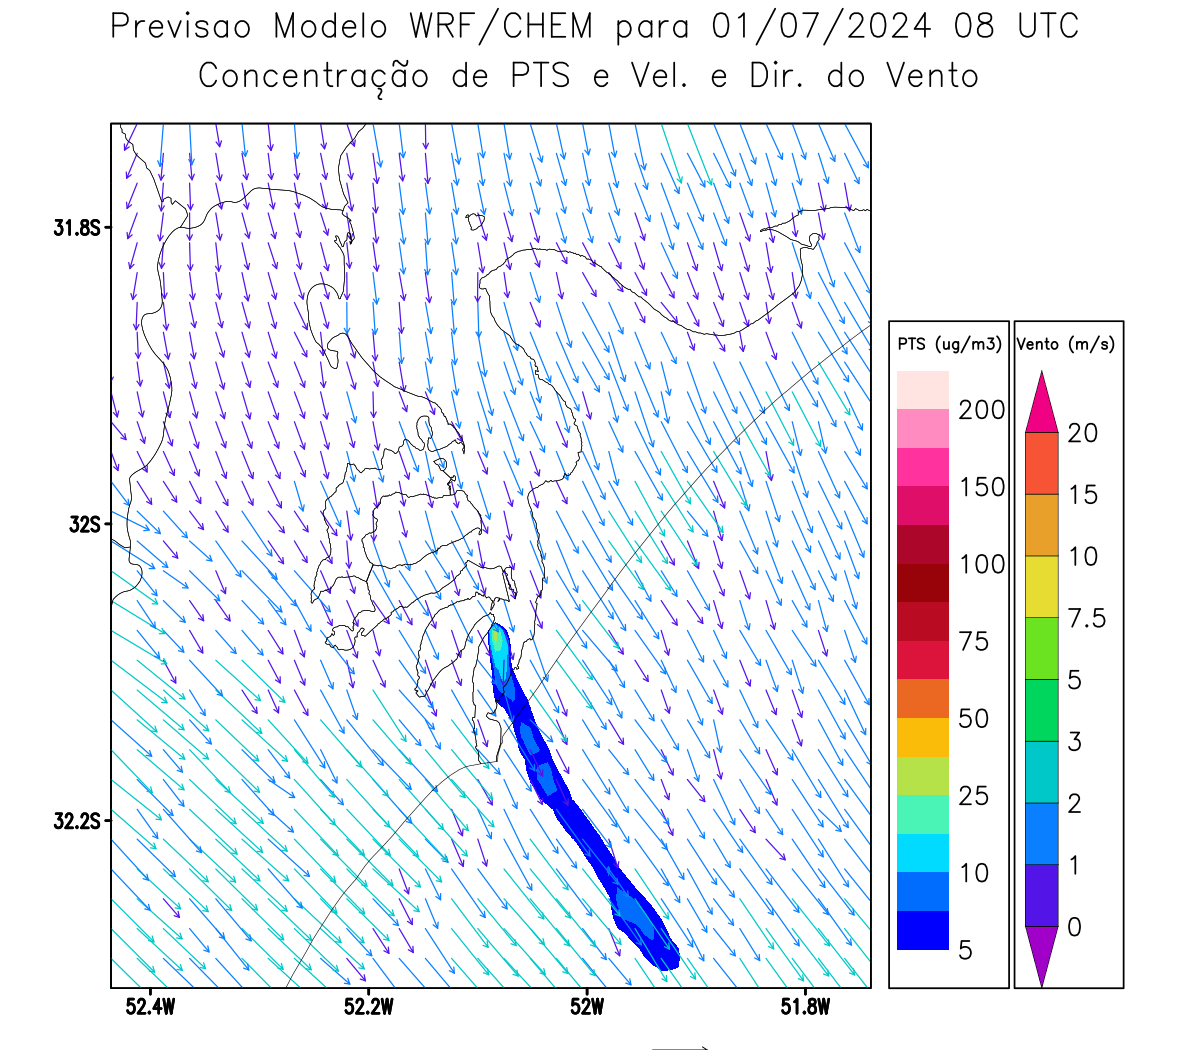 Previsao Modelo WRF/CHEM para 01/07/2024 08 UTC
Concentração de PTS e Vel. e Dir. do Vento
31.8S
32S
32.2S
52.4W
52.2W
52W
51.8W
PTS (ug/m3)
200
150
100
75
50
25
10
5
Vento (m/s)
20
15
10
7.5
5
3
2
1
0